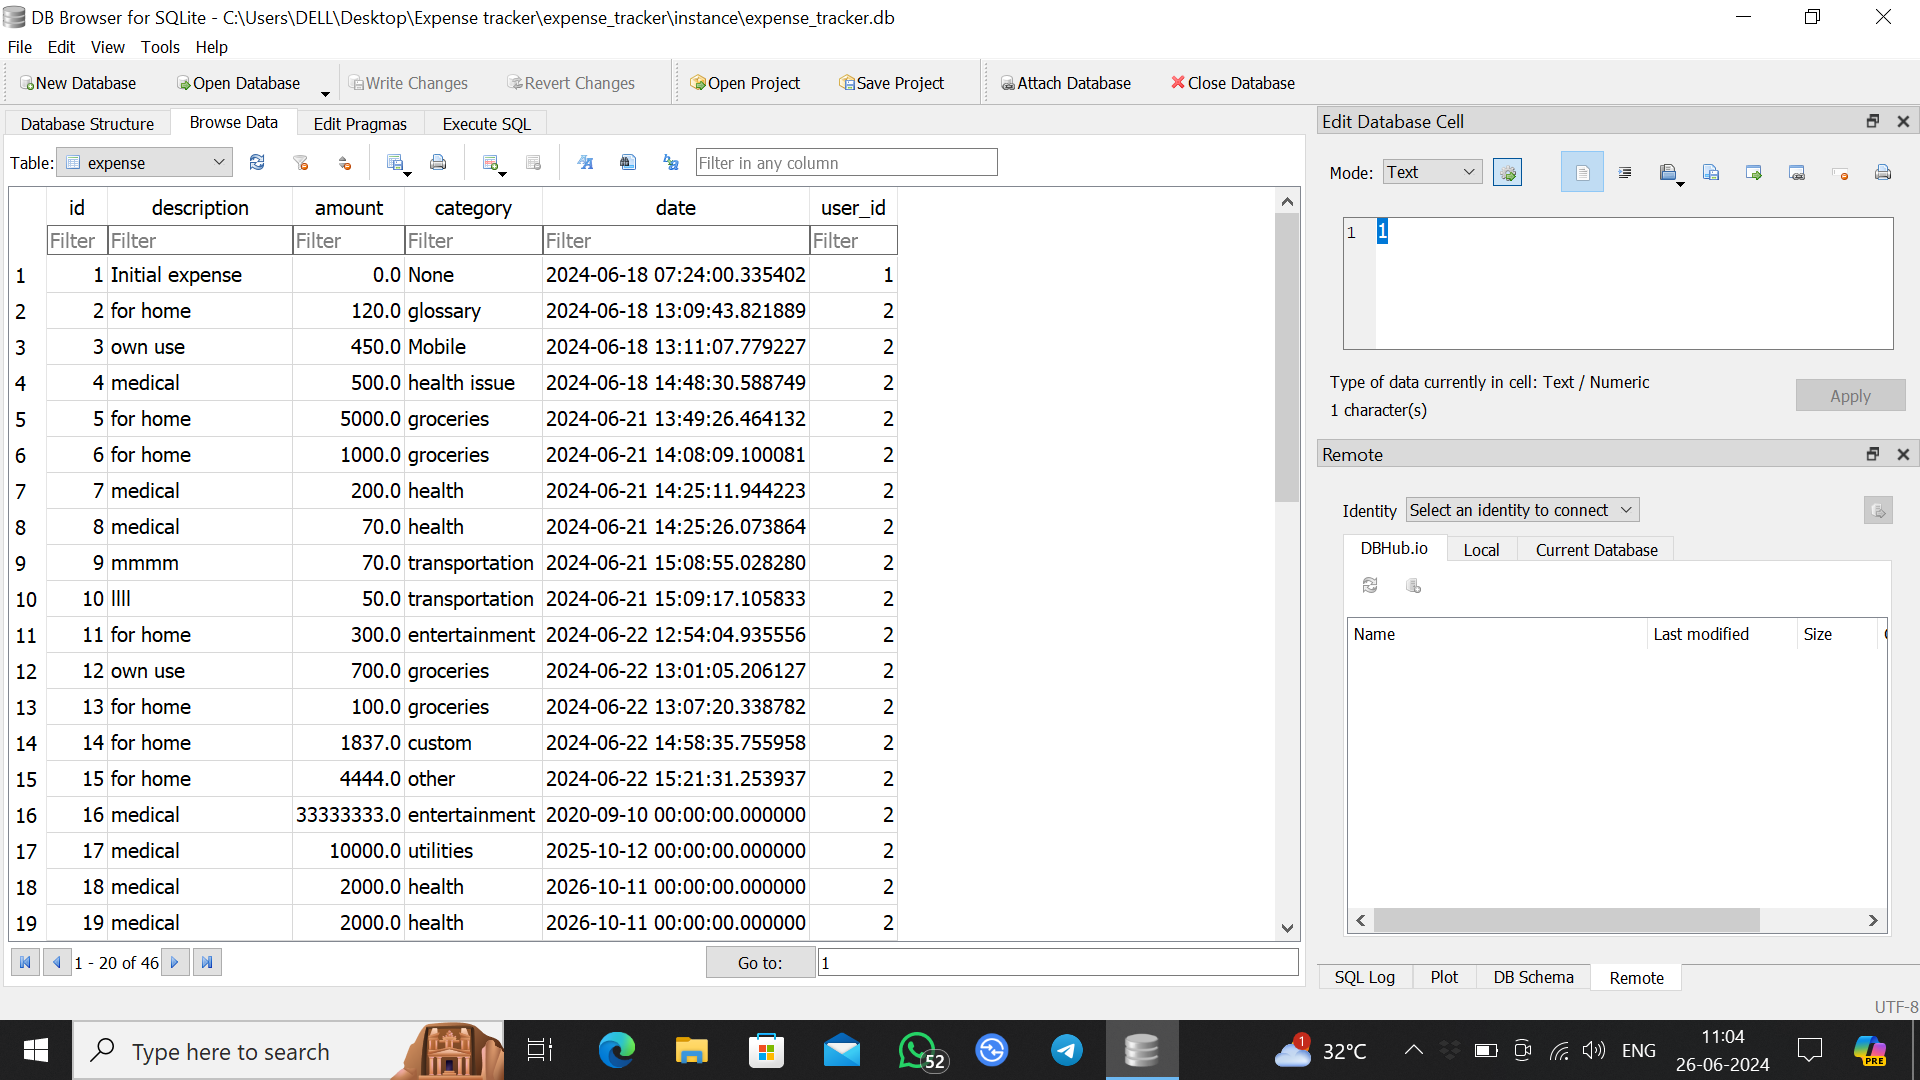 DB Browser for SQLite - C:\Users\DELL\Desktop\Expense tracker\expense_tracker\instance\expense_tracker.db
File Edit View Tools Help
New Database Open Database Write Changes Revert Changes Open Project Save Project Attach Database Close Database
Database Structure Browse Data Edit Pragmas Execute SQL
Table: expense Filter in any column
id description amount category date user_id
Filter Filter Filter Filter Filter Filter
1 1 Initial expense 0.0 None 2024-06-18 07:24:00.335402 1
2 2 for home 120.0 glossary 2024-06-18 13:09:43.821889 2
3 3 own use 450.0 Mobile 2024-06-18 13:11:07.779227 2
4 4 medical 500.0 health issue 2024-06-18 14:48:30.588749 2
5 5 for home 5000.0 groceries 2024-06-21 13:49:26.464132 2
6 6 for home 1000.0 groceries 2024-06-21 14:08:09.100081 2
7 7 medical 200.0 health 2024-06-21 14:25:11.944223 2
8 8 medical 70.0 health 2024-06-21 14:25:26.073864 2
9 9 mmmm 70.0 transportation 2024-06-21 15:08:55.028280 2
10 10 llll 50.0 transportation 2024-06-21 15:09:17.105833 2
11 11 for home 300.0 entertainment 2024-06-22 12:54:04.935556 2
12 12 own use 700.0 groceries 2024-06-22 13:01:05.206127 2
13 13 for home 100.0 groceries 2024-06-22 13:07:20.338782 2
14 14 for home 1837.0 custom 2024-06-22 14:58:35.755958 2
15 15 for home 4444.0 other 2024-06-22 15:21:31.253937 2
16 16 medical 33333333.0 entertainment 2020-09-10 00:00:00.000000 2
17 17 medical 10000.0 utilities 2025-10-12 00:00:00.000000 2
18 18 medical 2000.0 health 2026-10-11 00:00:00.000000 2
19 19 medical 2000.0 health 2026-10-11 00:00:00.000000 2
1 - 20 of 46 Go to: 1
Edit Database Cell
Mode: Text
1 1
Type of data currently in cell: Text / Numeric
1 character(s)
Apply
Remote
Identity Select an identity to connect
DBHub.io Local Current Database
Name Last modified Size
SQL Log Plot DB Schema Remote
UTF-8
Type here to search
52
1
32°C
ENG
11:04
26-06-2024
PRE